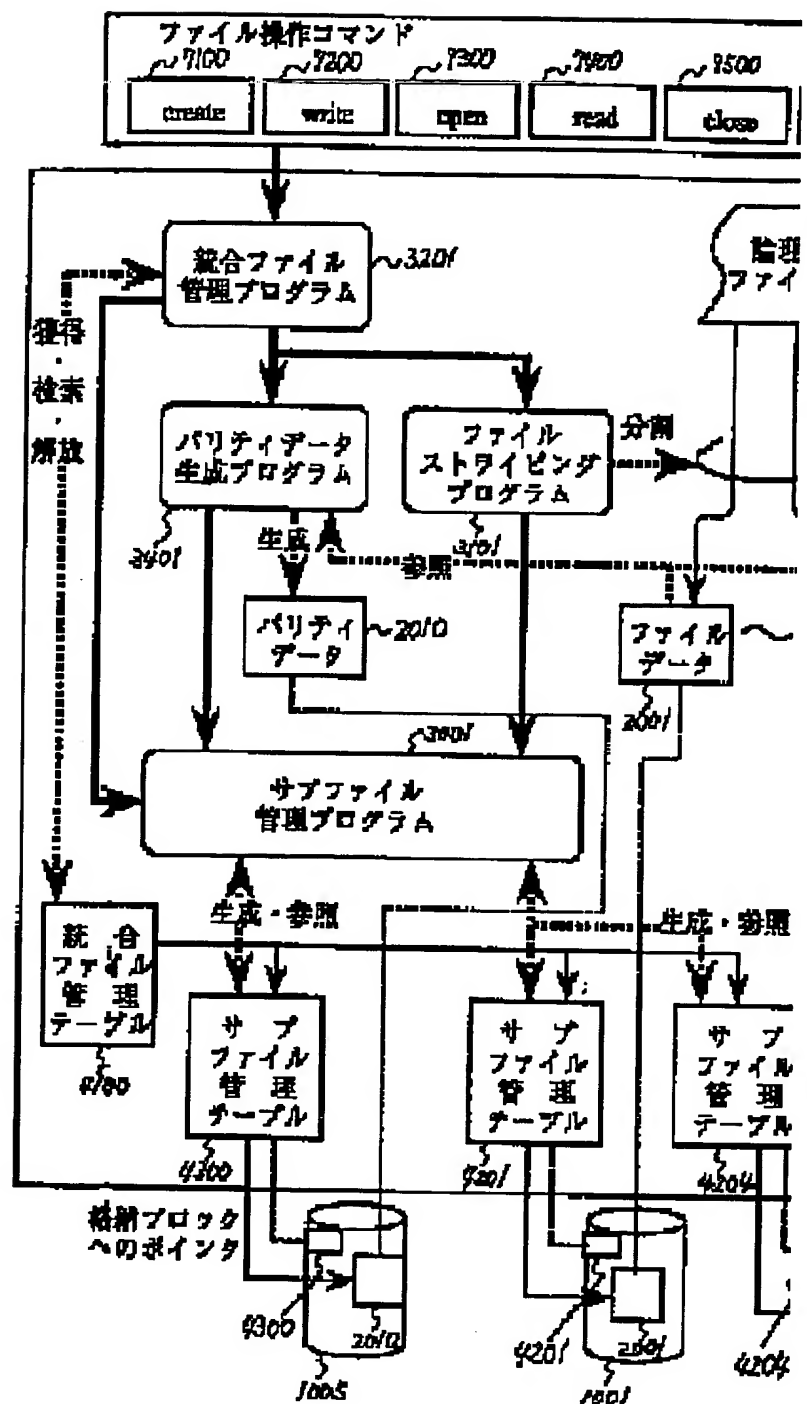 ファイル操作コマンド
7100
7200
7300
7400
7500
create
write
open
read
close
統合ファイル
管理プログラム
3201
論理
ファイ
獲得
・
検索
・
解放
パリティデータ
生成プログラム
ファイル
ストライピング
プログラム
分割
3401
生成
参照
パリティ
データ
2010
ファイル
データ
2001
サブファイル
管理プログラム
生成・参照
生成・参照
統合
ファイル
管理
テーブル
サブ
ファイル
管理
テーブル
サブ
ファイル
管理
テーブル
サブ
ファイル
管理
テーブル
4300
4201
4204
格納ブロック
へのポインタ
4300
2010
4201
2001
4204
1005
1001